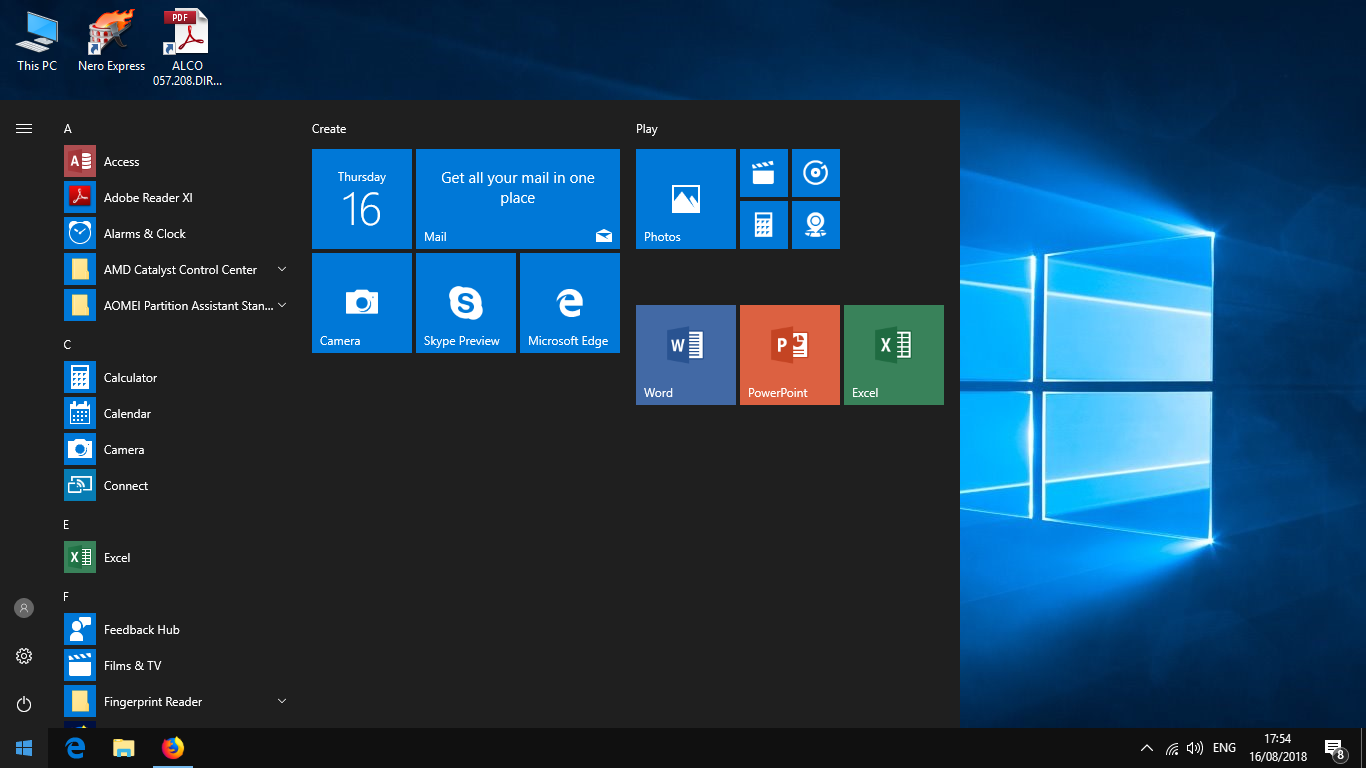 This PC
Nero Express
PDF
ALCO
057.208.DIR...
A
Access
Adobe Reader XI
Alarms & Clock
AMD Catalyst Control Center
AOMEI Partition Assistant Stan...
C
Calculator
Calendar
Camera
Connect
E
Excel
F
Feedback Hub
Films & TV
Fingerprint Reader
Create
Thursday
16
Get all your mail in one
place
Mail
Camera
Skype Preview
Microsoft Edge
Play
Photos
Word
PowerPoint
Excel
ENG
17:54
16/08/2018
8